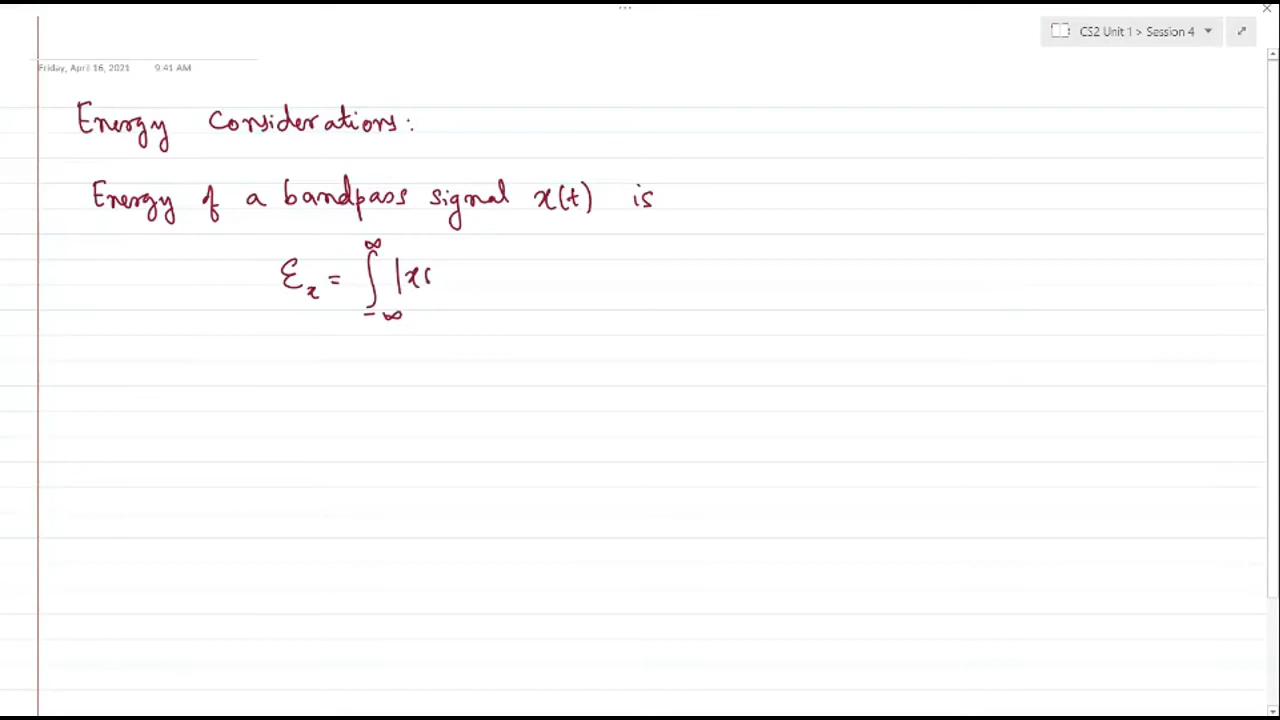 CS2 Unit 1 > Session 4
Friday, April 16, 2021 9:41 AM
Energy Considerations:
Energy of a bandpass signal x(t) is
ℰₓ = ∫_{-∞}^{∞} |x(